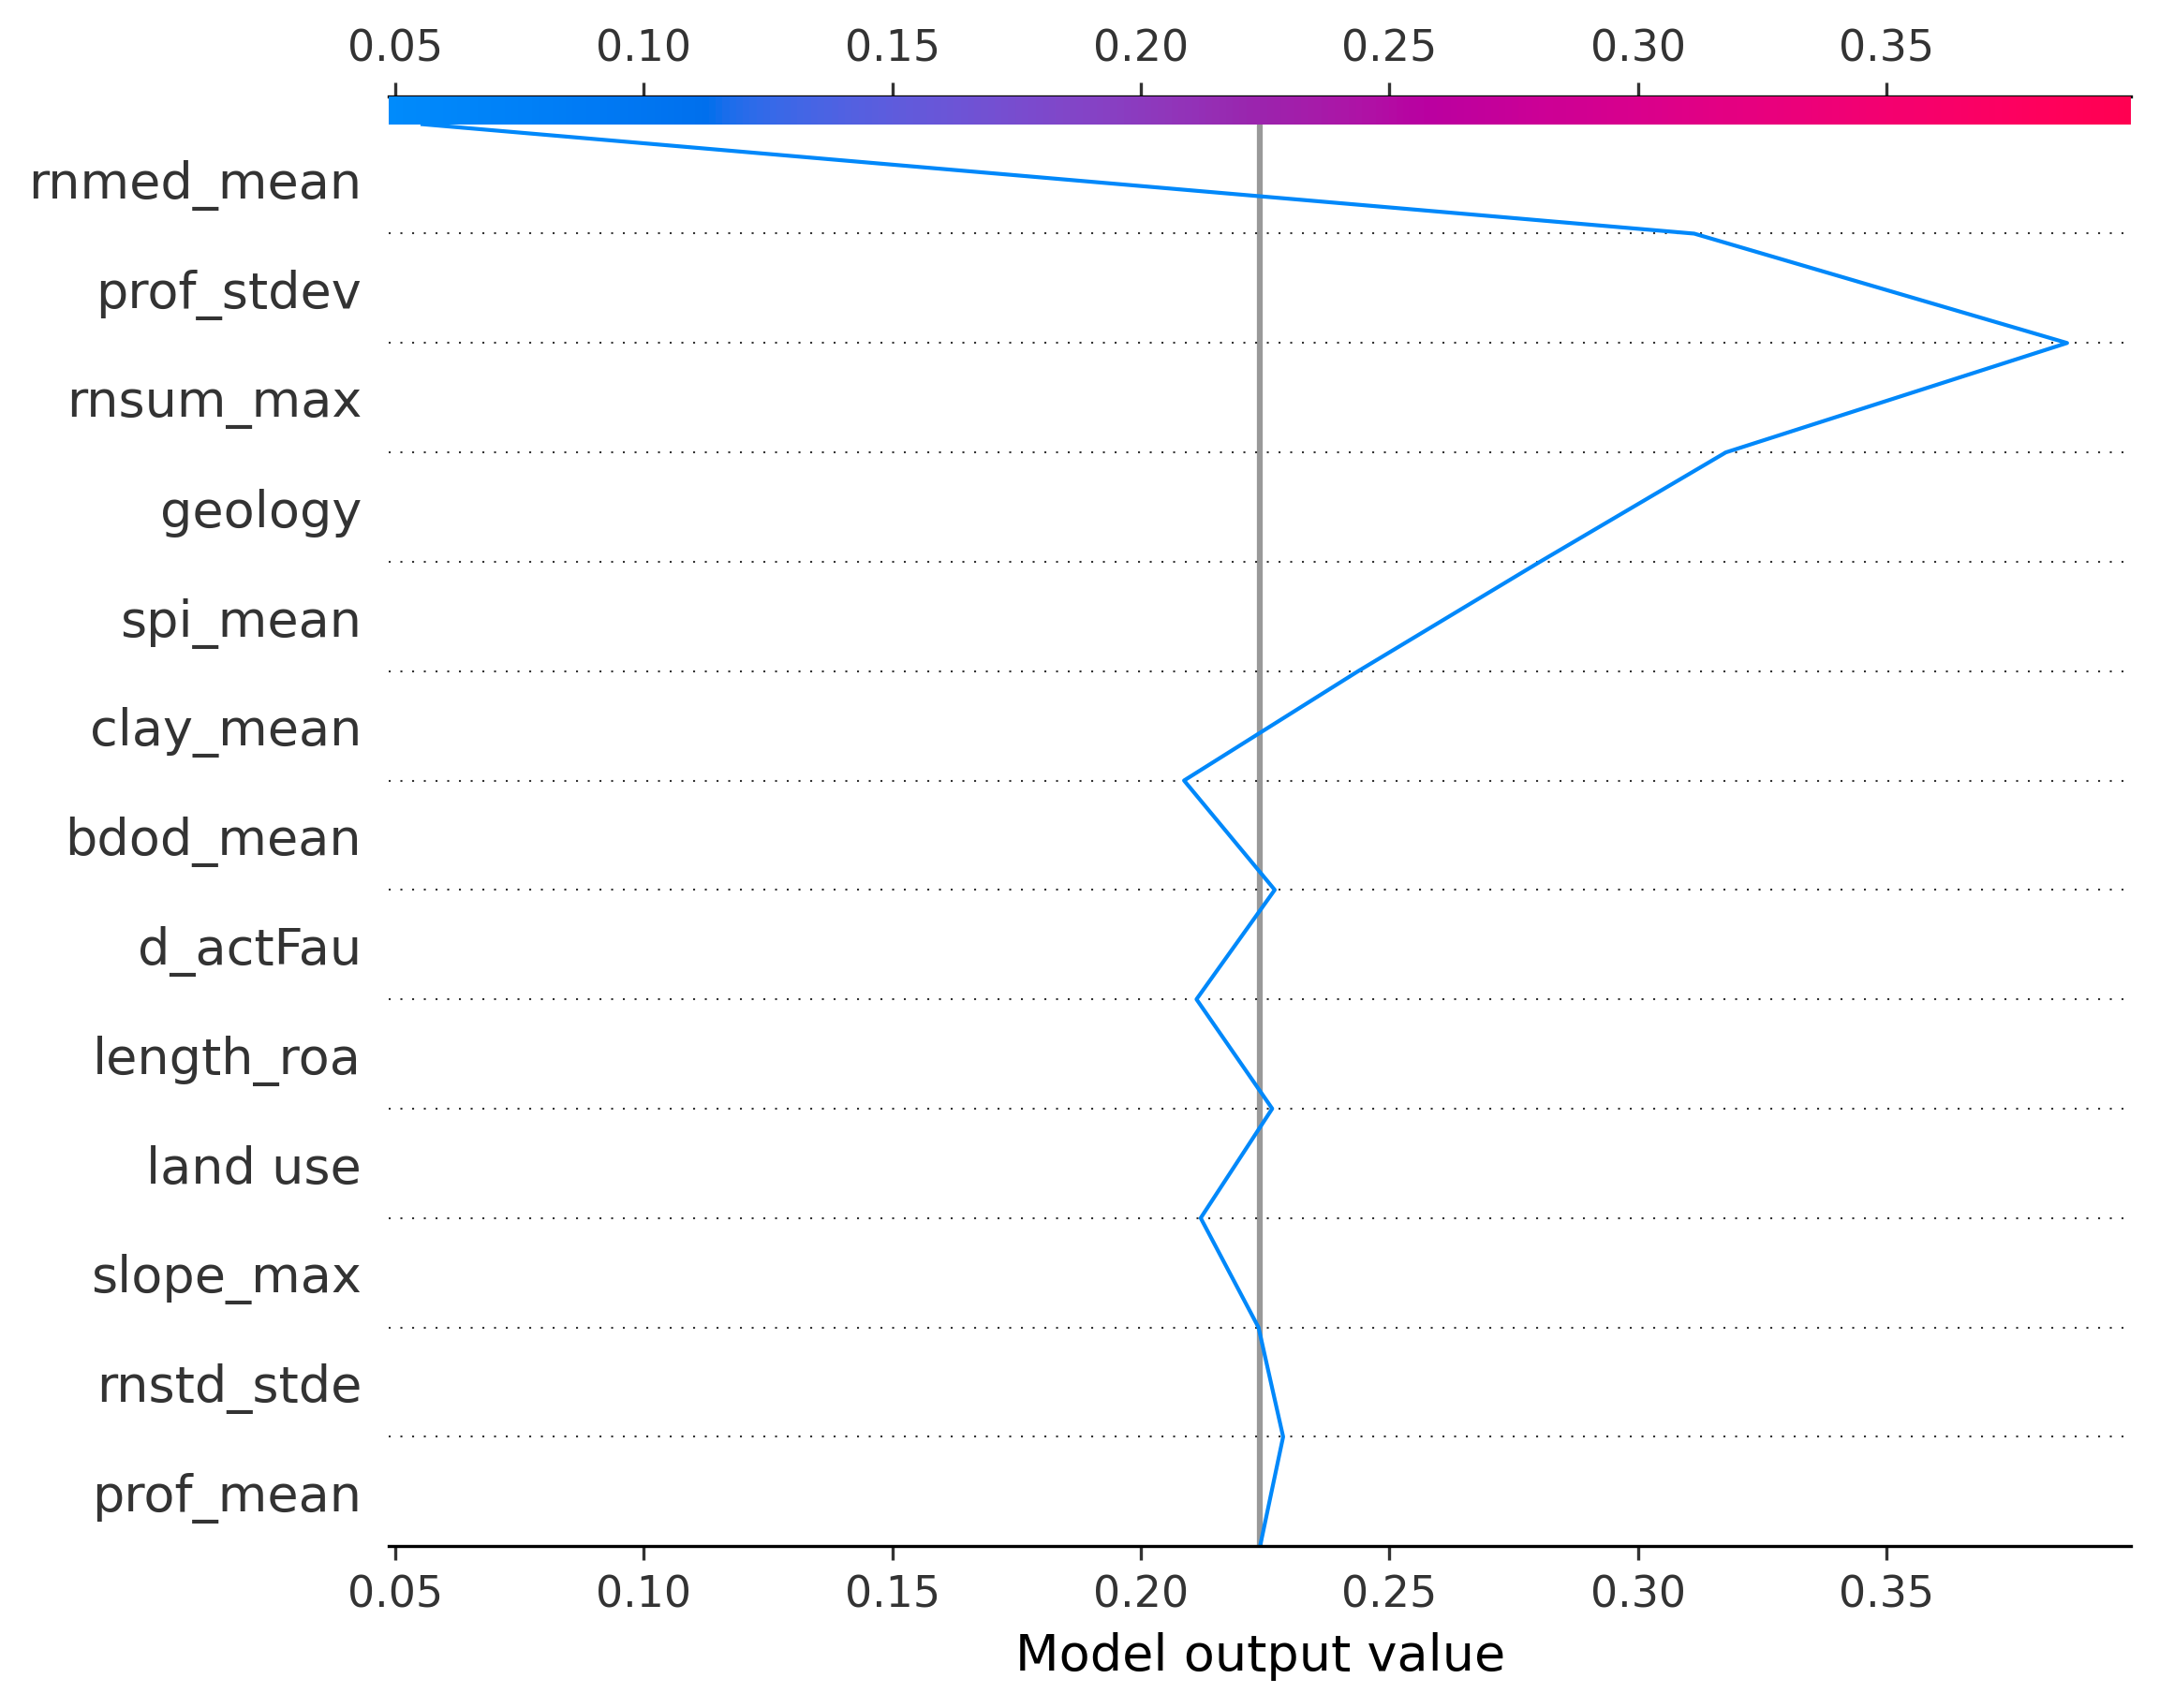 0.05 0.10 0.15 0.20 0.25 0.30 0.35
rnmed_mean
prof_stdev
rnsum_max
geology
spi_mean
clay_mean
bdod_mean
d_actFau
length_roa
land use
slope_max
rnstd_stde
prof_mean
0.05 0.10 0.15 0.20 0.25 0.30 0.35
Model output value